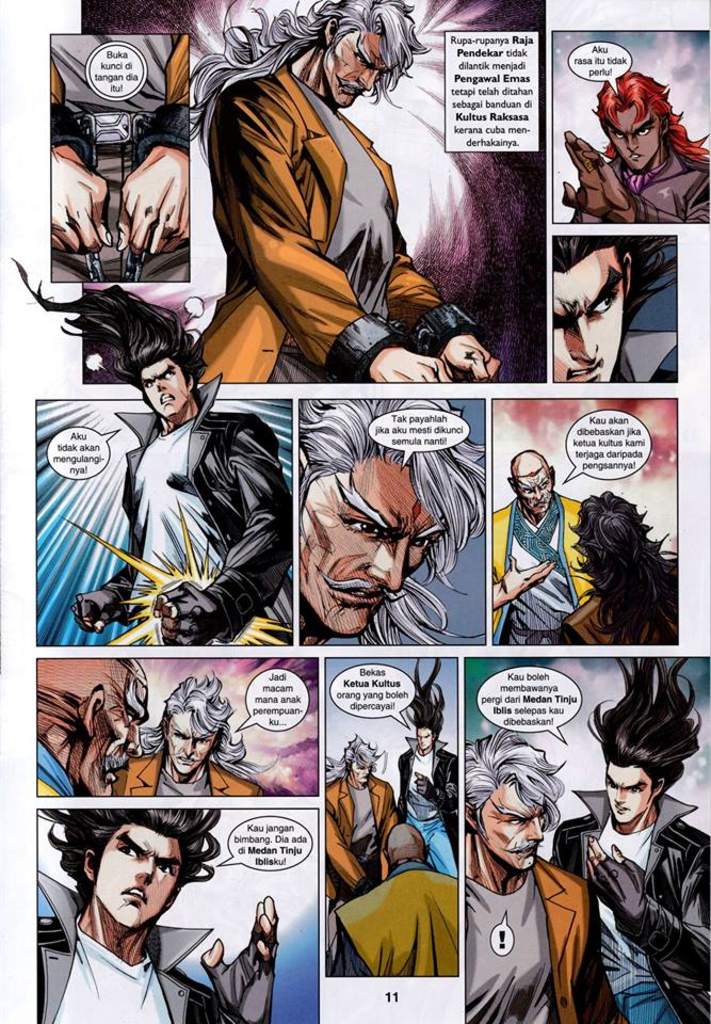 Buka
kunci di
tangan dia
itu!
Rupa-rupanya Raja
Pendekar tidak
dilantik menjadi
Pengawal Emas
tetapi telah ditahan
sebagai banduan di
Kultus Raksasa
kerana cuba men-
derhakainya.
Aku
rasa itu tidak
perlu!
Aku
tidak akan
mengulangi-
nya!
Tak payahlah
jika aku mesti dikunci
semula nanti!
Kau akan
dibebaskan jika
ketua kultus kami
terjaga daripada
pengsannya!
Jadi
macam
mana anak
perempuan-
ku...
Kau jangan
bimbang. Dia ada
di Medan Tinju
Iblisku!
Bekas
Ketua Kultus
orang yang boleh
dipercayai!
Kau boleh
membawanya
pergi dari Medan Tinju
Iblis selepas kau
dibebaskan!
!
11